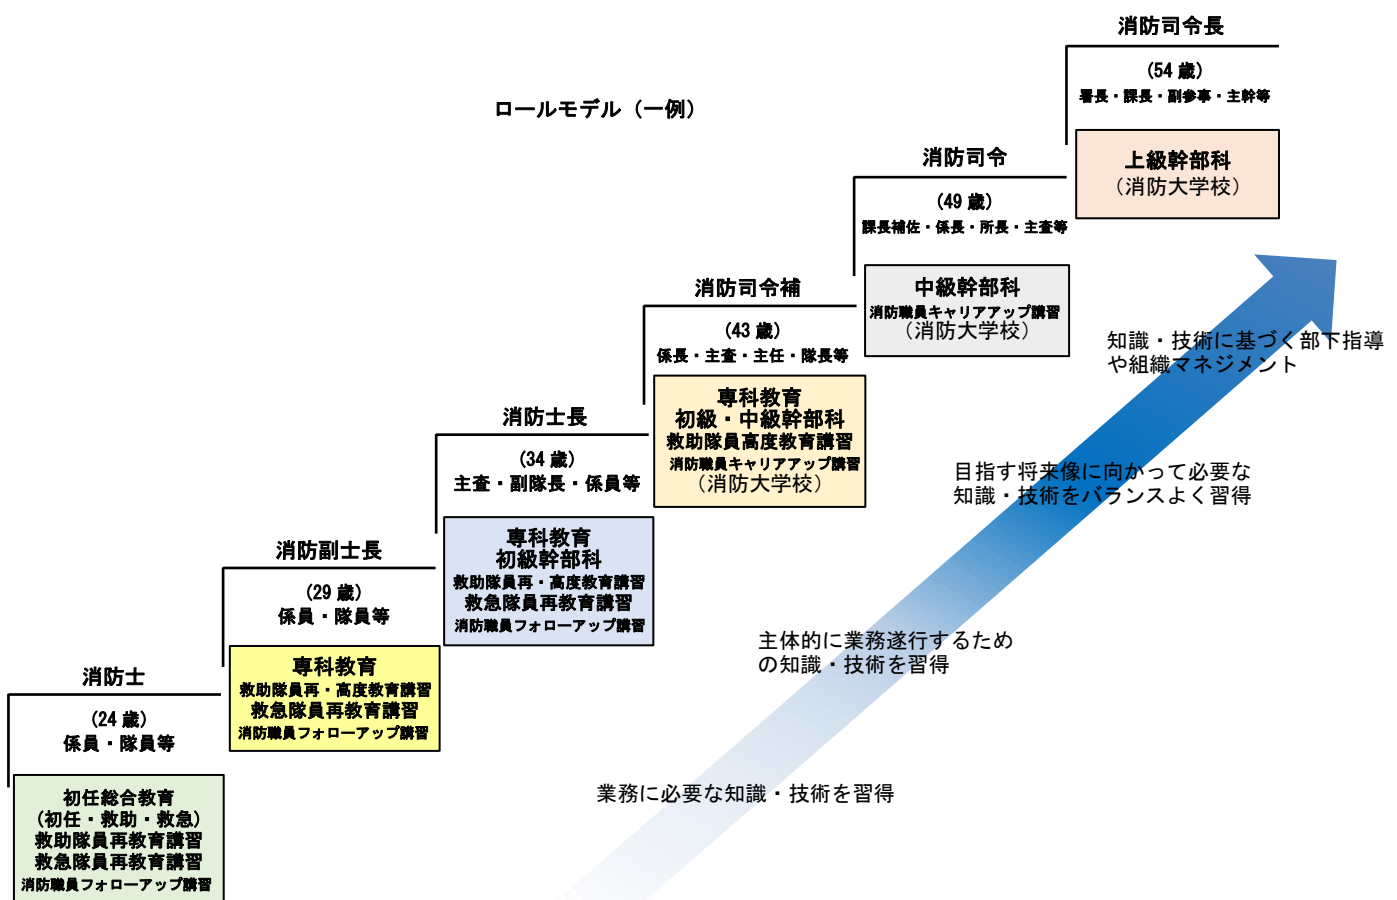 ロールモデル（一例）
消防司令長
（54 歳）
署長・課長・副参事・主幹等
上級幹部科
（消防大学校）
消防司令
（49 歳）
課長補佐・係長・所長・主査等
中級幹部科
消防職員キャリアアップ講習
（消防大学校）
消防司令補
（43 歳）
係長・主査・主任・隊長等
専科教育
初級・中級幹部科
救助隊員高度教育講習
消防職員キャリアアップ講習
（消防大学校）
消防士長
（34 歳）
主査・副隊長・係員等
専科教育
初級幹部科
救助隊員再・高度教育講習
救急隊員再教育講習
消防職員フォローアップ講習
消防副士長
（29 歳）
係員・隊員等
専科教育
救助隊員再・高度教育講習
救急隊員再教育講習
消防職員フォローアップ講習
消防士
（24 歳）
係員・隊員等
初任総合教育
（初任・救助・救急）
救助隊員再教育講習
救急隊員再教育講習
消防職員フォローアップ講習
知識・技術に基づく部下指導
や組織マネジメント
目指す将来像に向かって必要な
知識・技術をバランスよく習得
主体的に業務遂行するため
の知識・技術を習得
業務に必要な知識・技術を習得